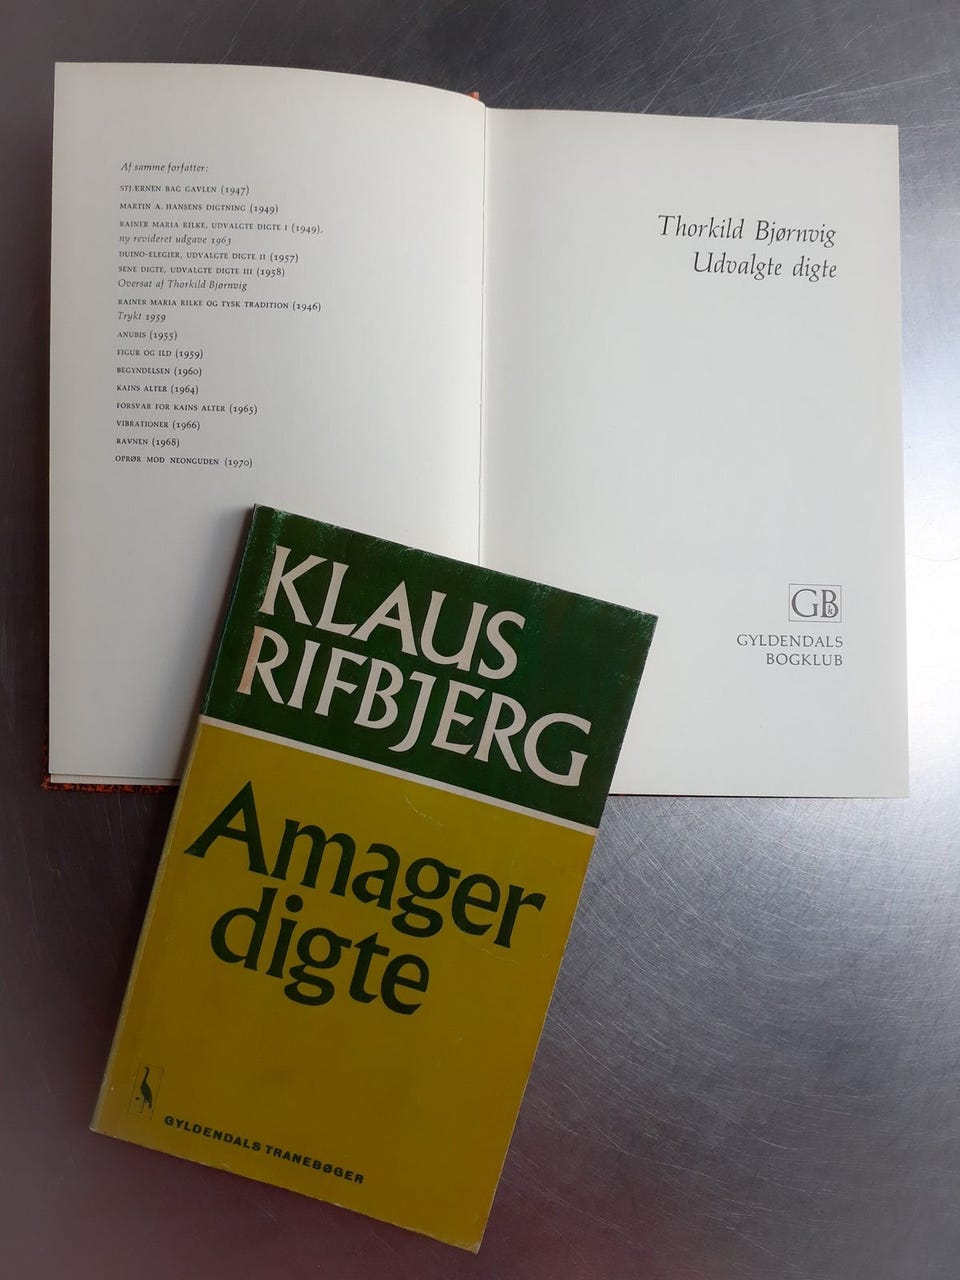 Af samme forfatter:
STJÆRNEN BAG GAVLEN (1947)
MARTIN A. HANSENS DIGTNING (1949)
RAINER MARIA RILKE, UDVALGTE DIGTE I (1949),
ny revideret udgave 1963
DUINO-ELEGIER, UDVALGTE DIGTE II (1957)
SENE DIGTE, UDVALGTE DIGTE III (1958)
Oversat af Thorkild Bjørnvig
RAINER MARIA RILKE OG TYSK TRADITION (1946)
Trykt 1959
ANUBIS (1955)
FIGUR OG ILD (1959)
BEGYNDELSEN (1960)
KAINS ALTER (1964)
FORSVAR FOR KAINS ALTER (1965)
VIBRATIONER (1966)
RAVNEN (1968)
OPRØR MOD NEONGUDEN (1970)
Thorkild Bjørnvig
Udvalgte digte
GBk
GYLDENDALS
BOGKLUB
KLAUS
RIFBJERG
Amager
digte
GYLDENDALS TRANEBØGER